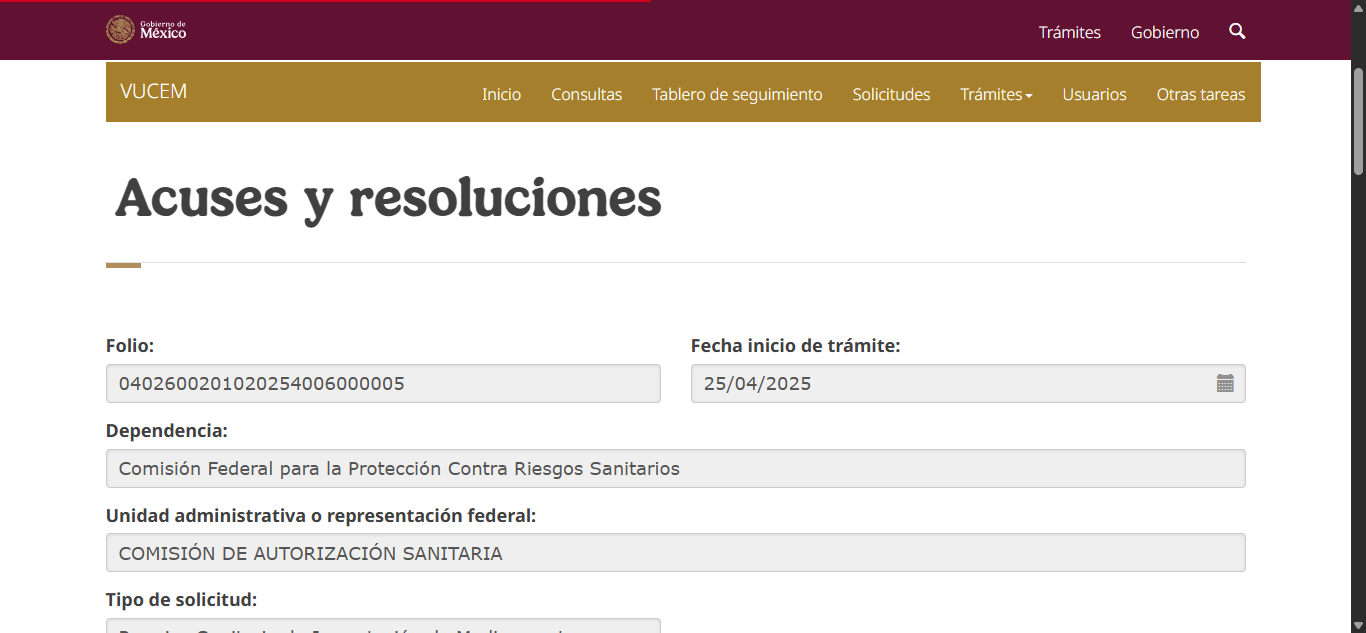 Gobierno de
México
Trámites Gobierno
VUCEM
Inicio Consultas Tablero de seguimiento Solicitudes Trámites Usuarios Otras tareas
Acuses y resoluciones
Folio:
0402600201020254006000005
Fecha inicio de trámite:
25/04/2025
Dependencia:
Comisión Federal para la Protección Contra Riesgos Sanitarios
Unidad administrativa o representación federal:
COMISIÓN DE AUTORIZACIÓN SANITARIA
Tipo de solicitud: